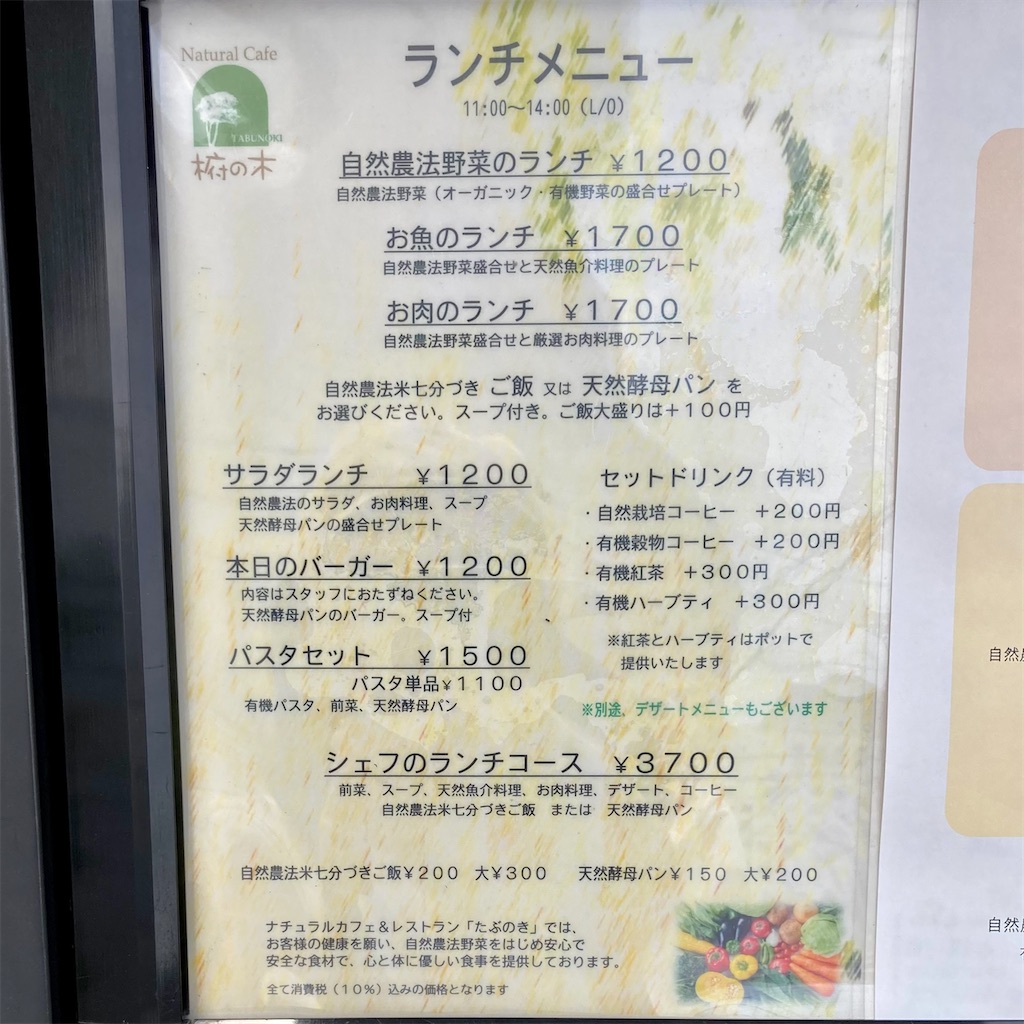 Natural Cafe
TABUNOKI
椨の木
ランチメニュー
11:00～14:00（L/O）
自然農法野菜のランチ ￥1200
自然農法野菜（オーガニック・有機野菜の盛合せプレート）
お魚のランチ ￥1700
自然農法野菜盛合せと天然魚介料理のプレート
お肉のランチ ￥1700
自然農法野菜盛合せと厳選お肉料理のプレート
自然農法米七分づき ご飯 又は 天然酵母パン を
お選びください。スープ付き。ご飯大盛りは＋100円
サラダランチ ￥1200
自然農法のサラダ、お肉料理、スープ
天然酵母パンの盛合せプレート
本日のバーガー ￥1200
内容はスタッフにおたずねください。
天然酵母パンのバーガー。スープ付
パスタセット ￥1500
パスタ単品￥1100
有機パスタ、前菜、天然酵母パン
セットドリンク（有料）
・自然栽培コーヒー ＋200円
・有機穀物コーヒー ＋200円
・有機紅茶 ＋300円
・有機ハーブティ ＋300円
※紅茶とハーブティはポットで
提供いたします
※別途、デザートメニューもございます
シェフのランチコース ￥3700
前菜、スープ、天然魚介料理、お肉料理、デザート、コーヒー
自然農法米七分づきご飯 または 天然酵母パン
自然農法米七分づきご飯￥200 大￥300 天然酵母パン￥150 大￥200
ナチュラルカフェ＆レストラン「たぶのき」では、
お客様の健康を願い、自然農法野菜をはじめ安心で
安全な食材で、心と体に優しい食事を提供しております。
全て消費税（10％）込みの価格となります
自然
自然